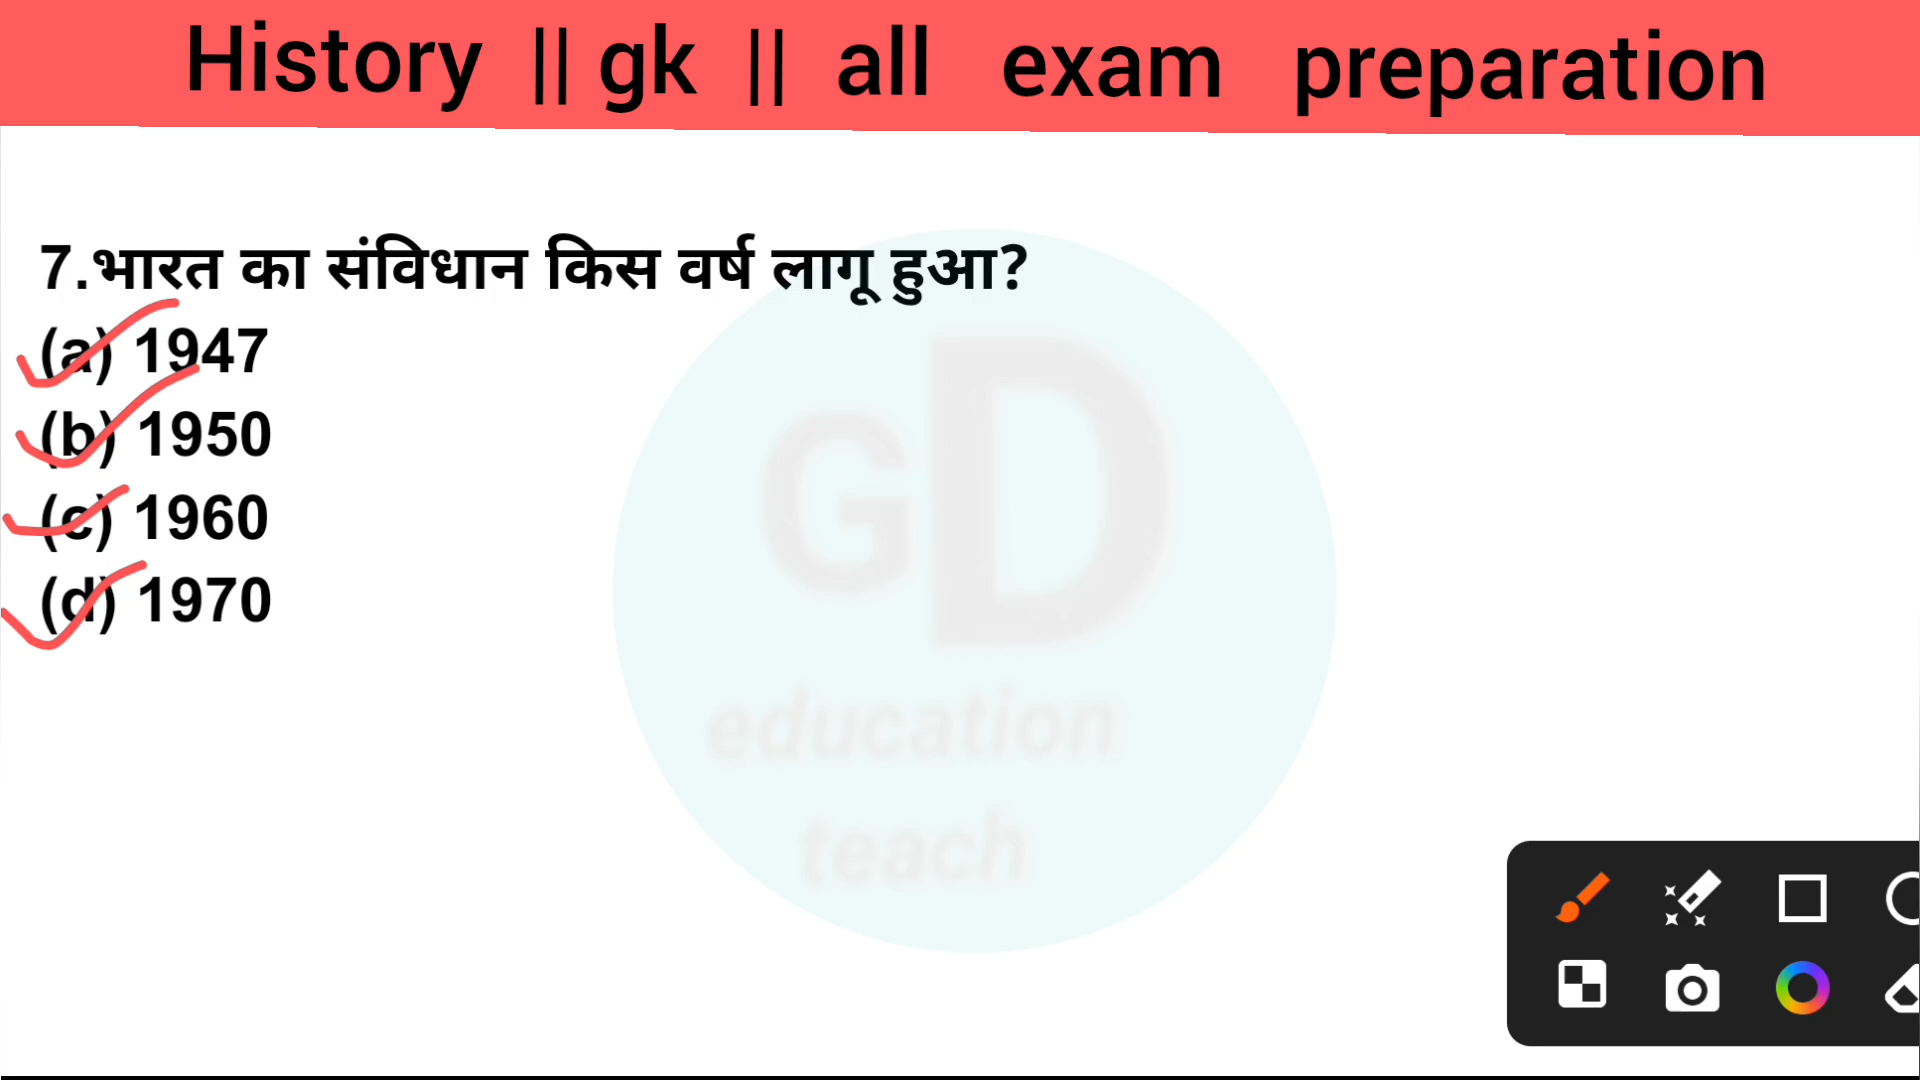 History || gk || all exam preparation
7.भारत का संविधान किस वर्ष लागू हुआ?
(a) 1947
(b) 1950
(c) 1960
(d) 1970
GD
education
teach